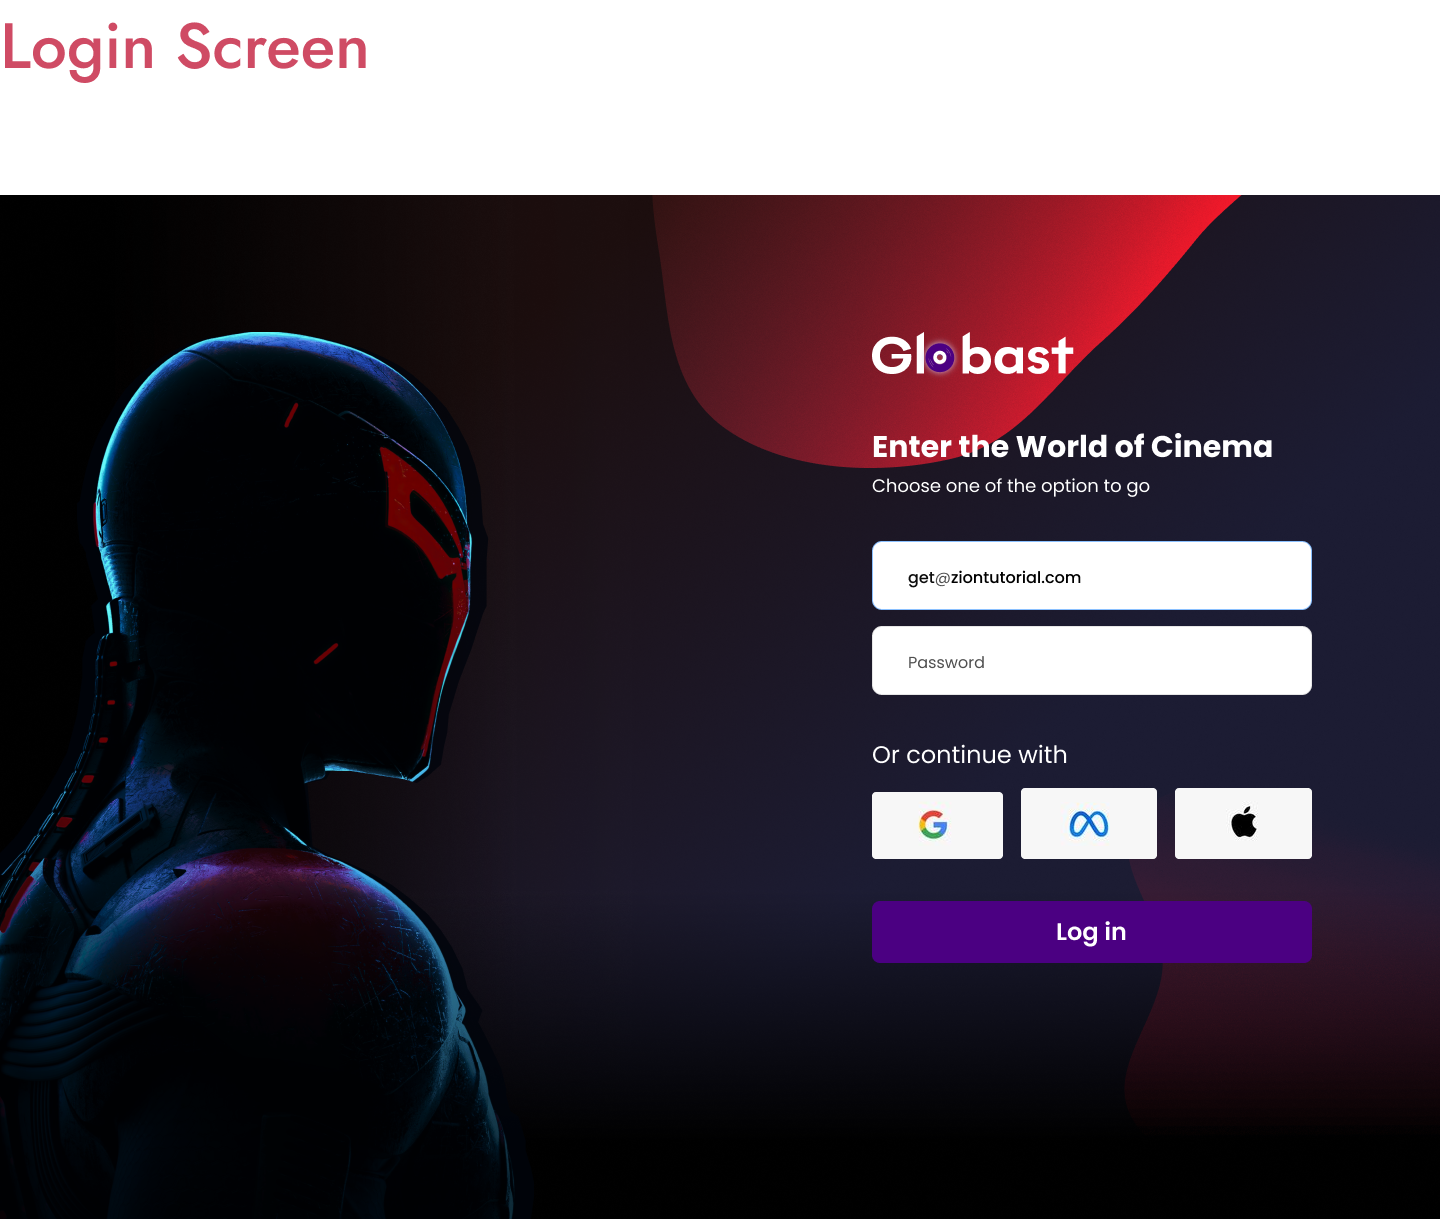 Login Screen
Globast
Enter the World of Cinema
Choose one of the option to go
get@ziontutorial.com
Password
Or continue with
Log in